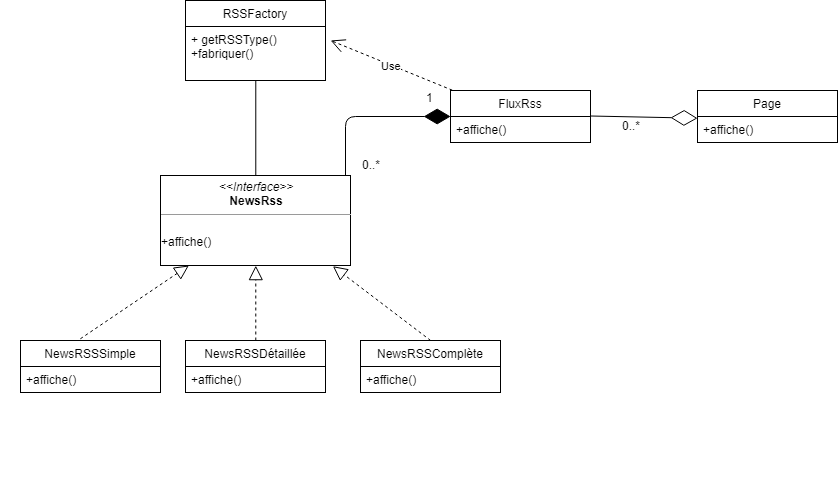 RSSFactory
+ getRSSType()
+fabriquer()
Use
1
FluxRss
+affiche()
0..*
Page
+affiche()
0..*
<<Interface>>
NewsRss
+affiche()
NewsRSSSimple
+affiche()
NewsRSSDétaillée
+affiche()
NewsRSSComplète
+affiche()